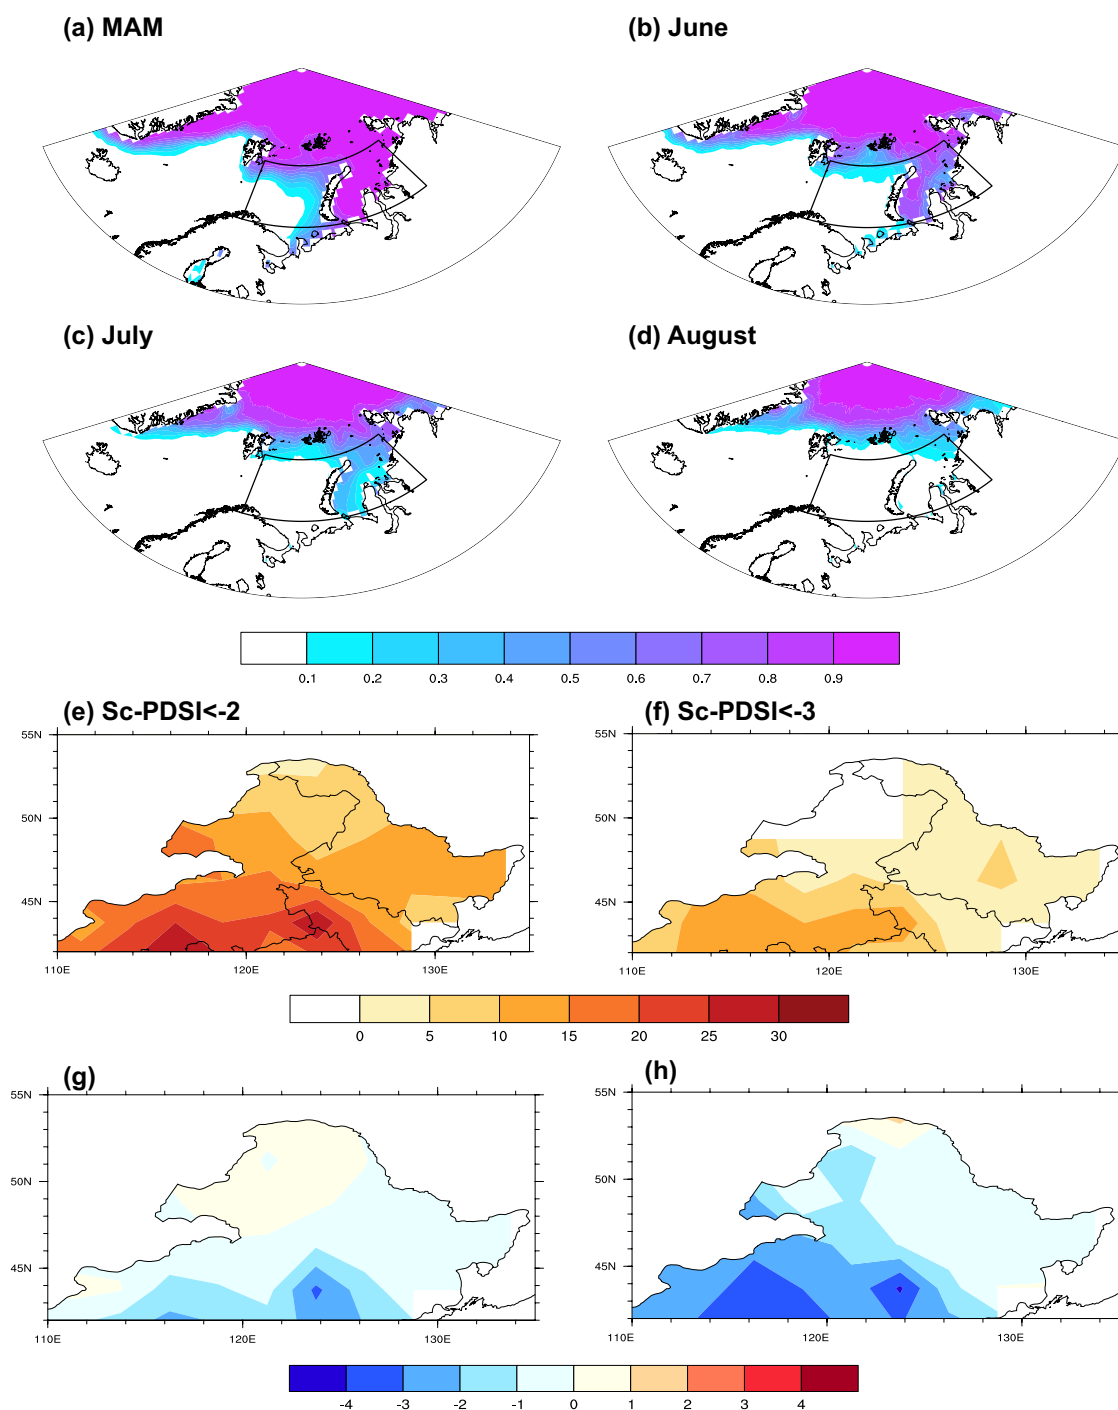 (a) MAM
(b) June
(c) July
(d) August
0.1 0.2 0.3 0.4 0.5 0.6 0.7 0.8 0.9
(e) Sc-PDSI<-2
(f) Sc-PDSI<-3
55N
50N
45N
110E 120E 130E
55N
50N
45N
110E 120E 130E
0 5 10 15 20 25 30
(g)
(h)
55N
50N
45N
110E 120E 130E
55N
50N
45N
110E 120E 130E
-4 -3 -2 -1 0 1 2 3 4